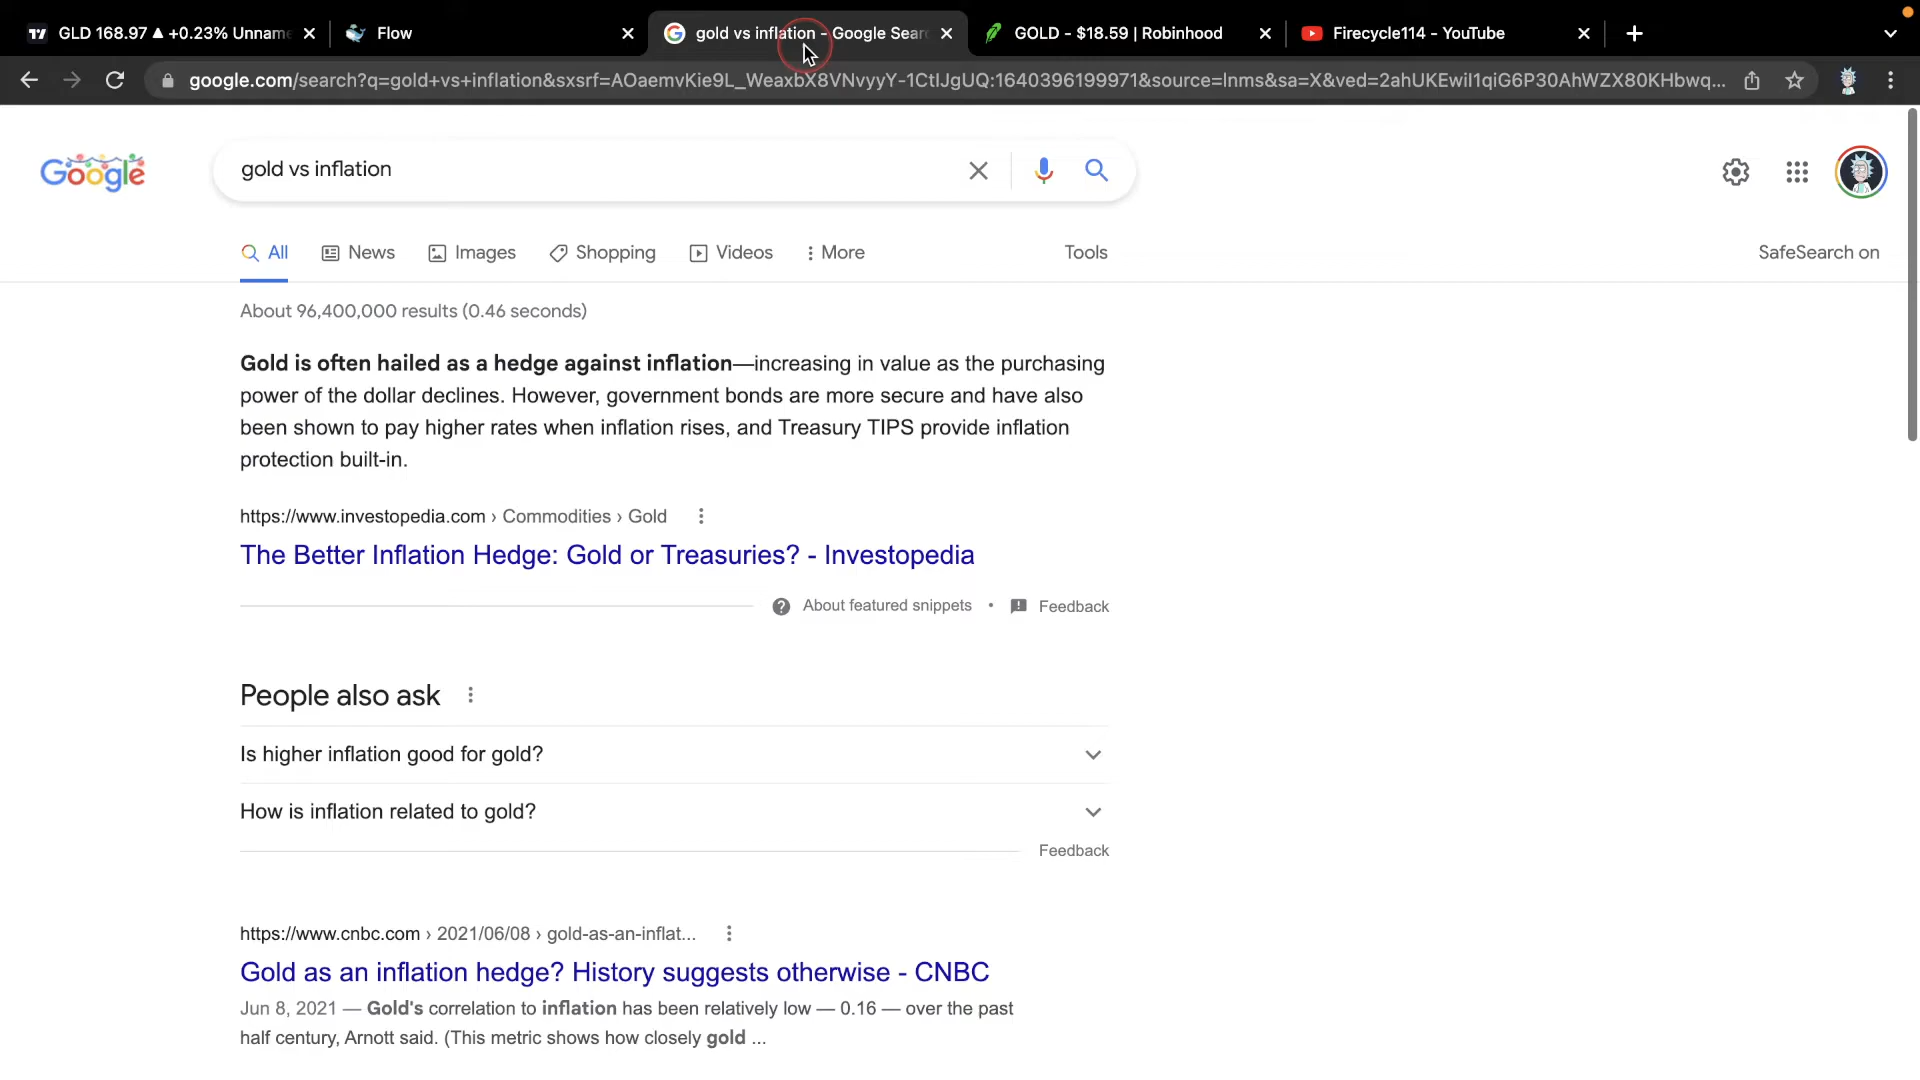 GLD 168.97 ▲ +0.23% Unnam
Flow
gold vs inflation - Google Sear
GOLD - $18.59 | Robinhood
Firecycle114 - YouTube
google.com/search?q=gold+vs+inflation&sxsrf=AOaemvKie9L_WeaxbX8VNvyyY-1CtIJgUQ:1640396199971&source=lnms&sa=X&ved=2ahUKEwil1qiG6P30AhWZX80KHbwq...
Google
gold vs inflation
All
News
Images
Shopping
Videos
More
Tools
SafeSearch on
About 96,400,000 results (0.46 seconds)
Gold is often hailed as a hedge against inflation—increasing in value as the purchasing
power of the dollar declines. However, government bonds are more secure and have also
been shown to pay higher rates when inflation rises, and Treasury TIPS provide inflation
protection built-in.
https://www.investopedia.com › Commodities › Gold
The Better Inflation Hedge: Gold or Treasuries? - Investopedia
About featured snippets • Feedback
People also ask
Is higher inflation good for gold?
How is inflation related to gold?
Feedback
https://www.cnbc.com › 2021/06/08 › gold-as-an-inflat...
Gold as an inflation hedge? History suggests otherwise - CNBC
Jun 8, 2021 — Gold's correlation to inflation has been relatively low — 0.16 — over the past
half century, Arnott said. (This metric shows how closely gold ...